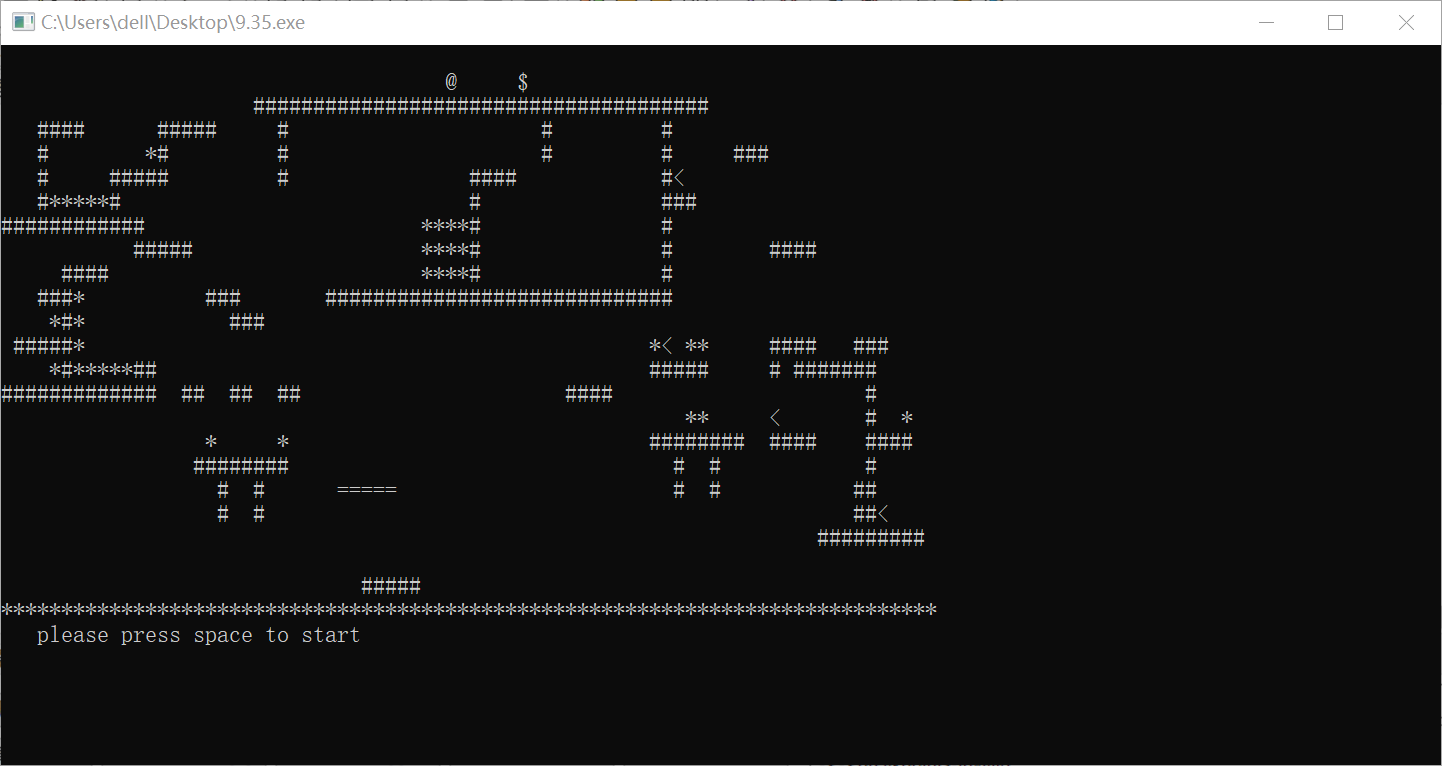 C:\Users\dell\Desktop\9.35.exe
                                     @     $
                     ######################################
   ####      #####     #                     #         #
   #        *#         #                     #         #     ###
   #     #####         #               ####            #<
   #*****#                             #               ###
############                       ****#               #
           #####                   ****#               #        ####
     ####                          ****#               #
   ###*          ###       #############################
    *#*            ###
 #####*                                               *< **     ####   ###
    *#*****##                                         #####     # #######
#############  ##  ##  ##                      ####                     #
                                                         **     <       #  *
                 *     *                              ########  ####    ####
                ########                                #  #            #
                  #  #      =====                       #  #           ##
                  #  #                                                 ##<
                                                                    #########
                              #####
******************************************************************************
   please press space to start